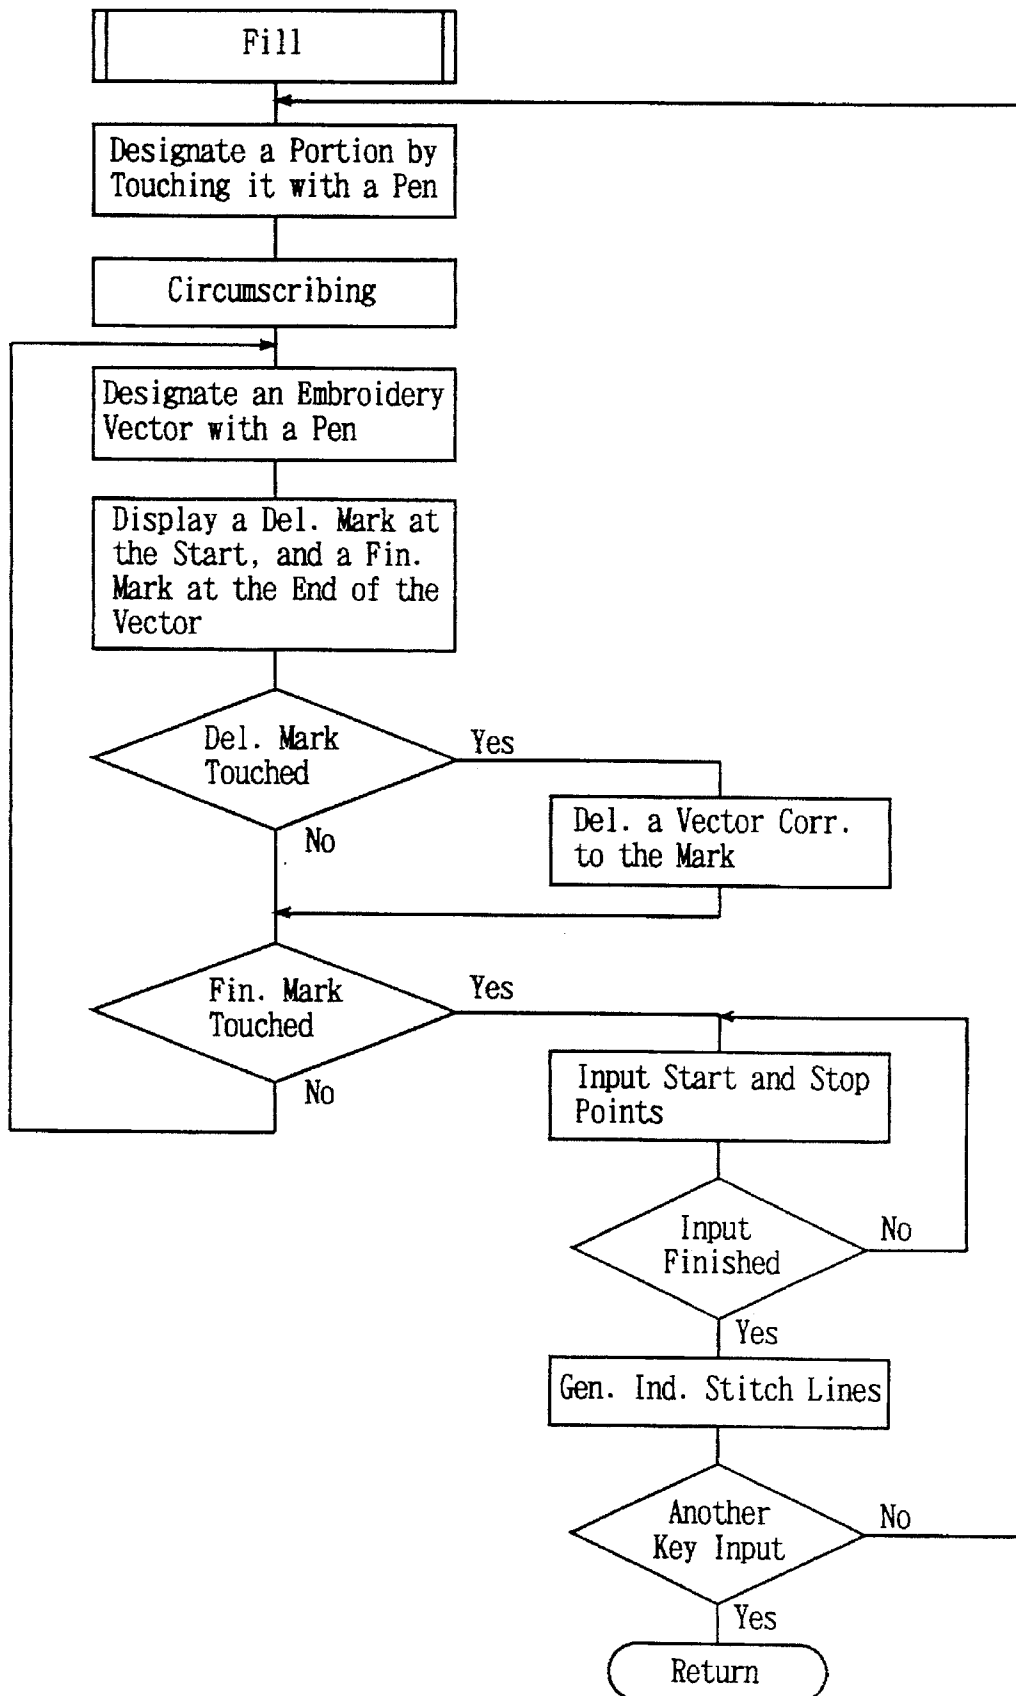 Fill
Designate a Portion by
Touching it with a Pen
Circumscribing
Designate an Embroidery
Vector with a Pen
Display a Del. Mark at
the Start, and a Fin.
Mark at the End of the
Vector
Del. Mark
Touched
Yes
No
Del. a Vector Corr.
to the Mark
Fin. Mark
Touched
Yes
No
Input Start and Stop
Points
Input
Finished
No
Yes
Gen. Ind. Stitch Lines
Another
Key Input
No
Yes
Return